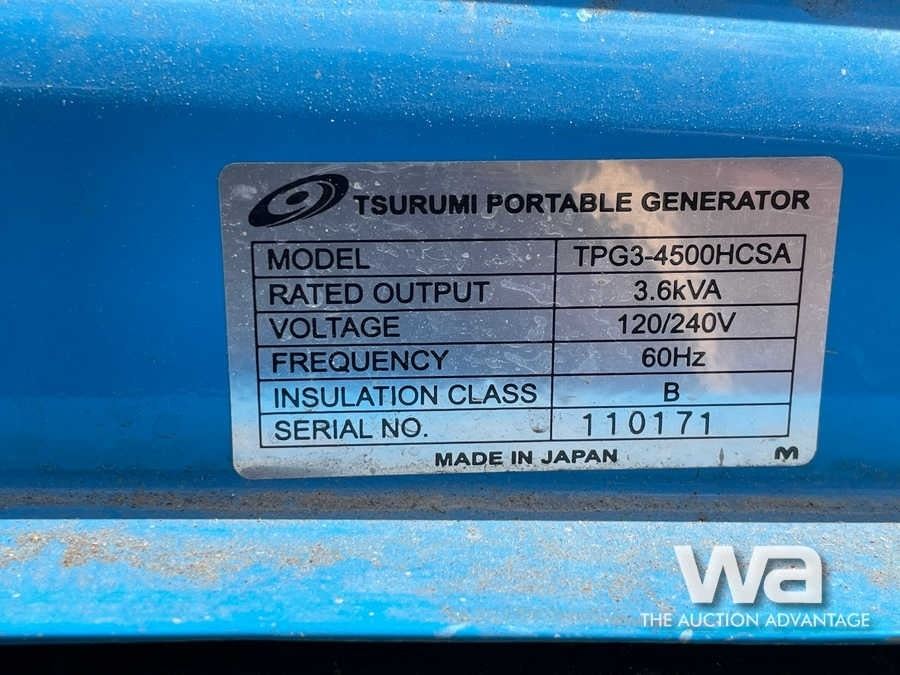 TSURUMI PORTABLE GENERATOR
MODEL TPG3-4500HCSA
RATED OUTPUT 3.6kVA
VOLTAGE 120/240V
FREQUENCY 60Hz
INSULATION CLASS B
SERIAL NO. 110171
MADE IN JAPAN M
wa
THE AUCTION ADVANTAGE